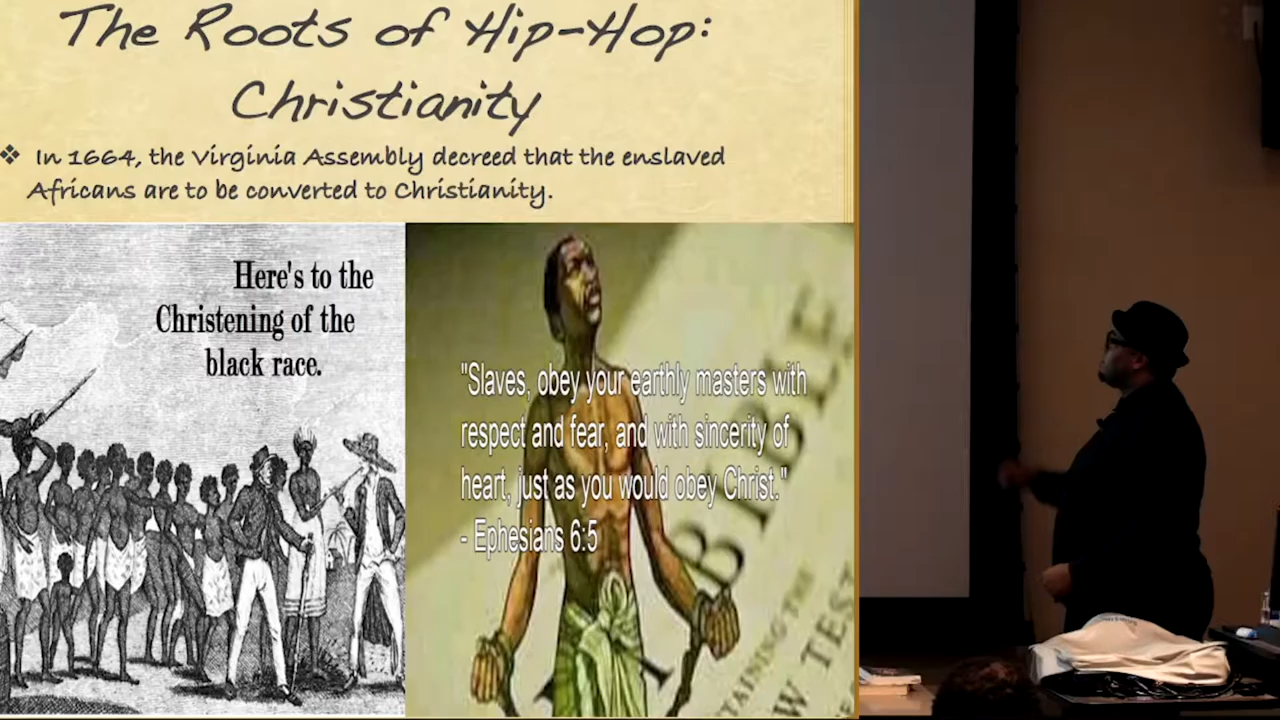 The Roots of Hip-Hop:
Christianity
❖ In 1664, the Virginia Assembly decreed that the enslaved
Africans are to be converted to Christianity.
Here's to the
Christening of the
black race.
"Slaves, obey your earthly masters with
respect and fear, and with sincerity of
heart, just as you would obey Christ."
- Ephesians 6:5
BIBLE